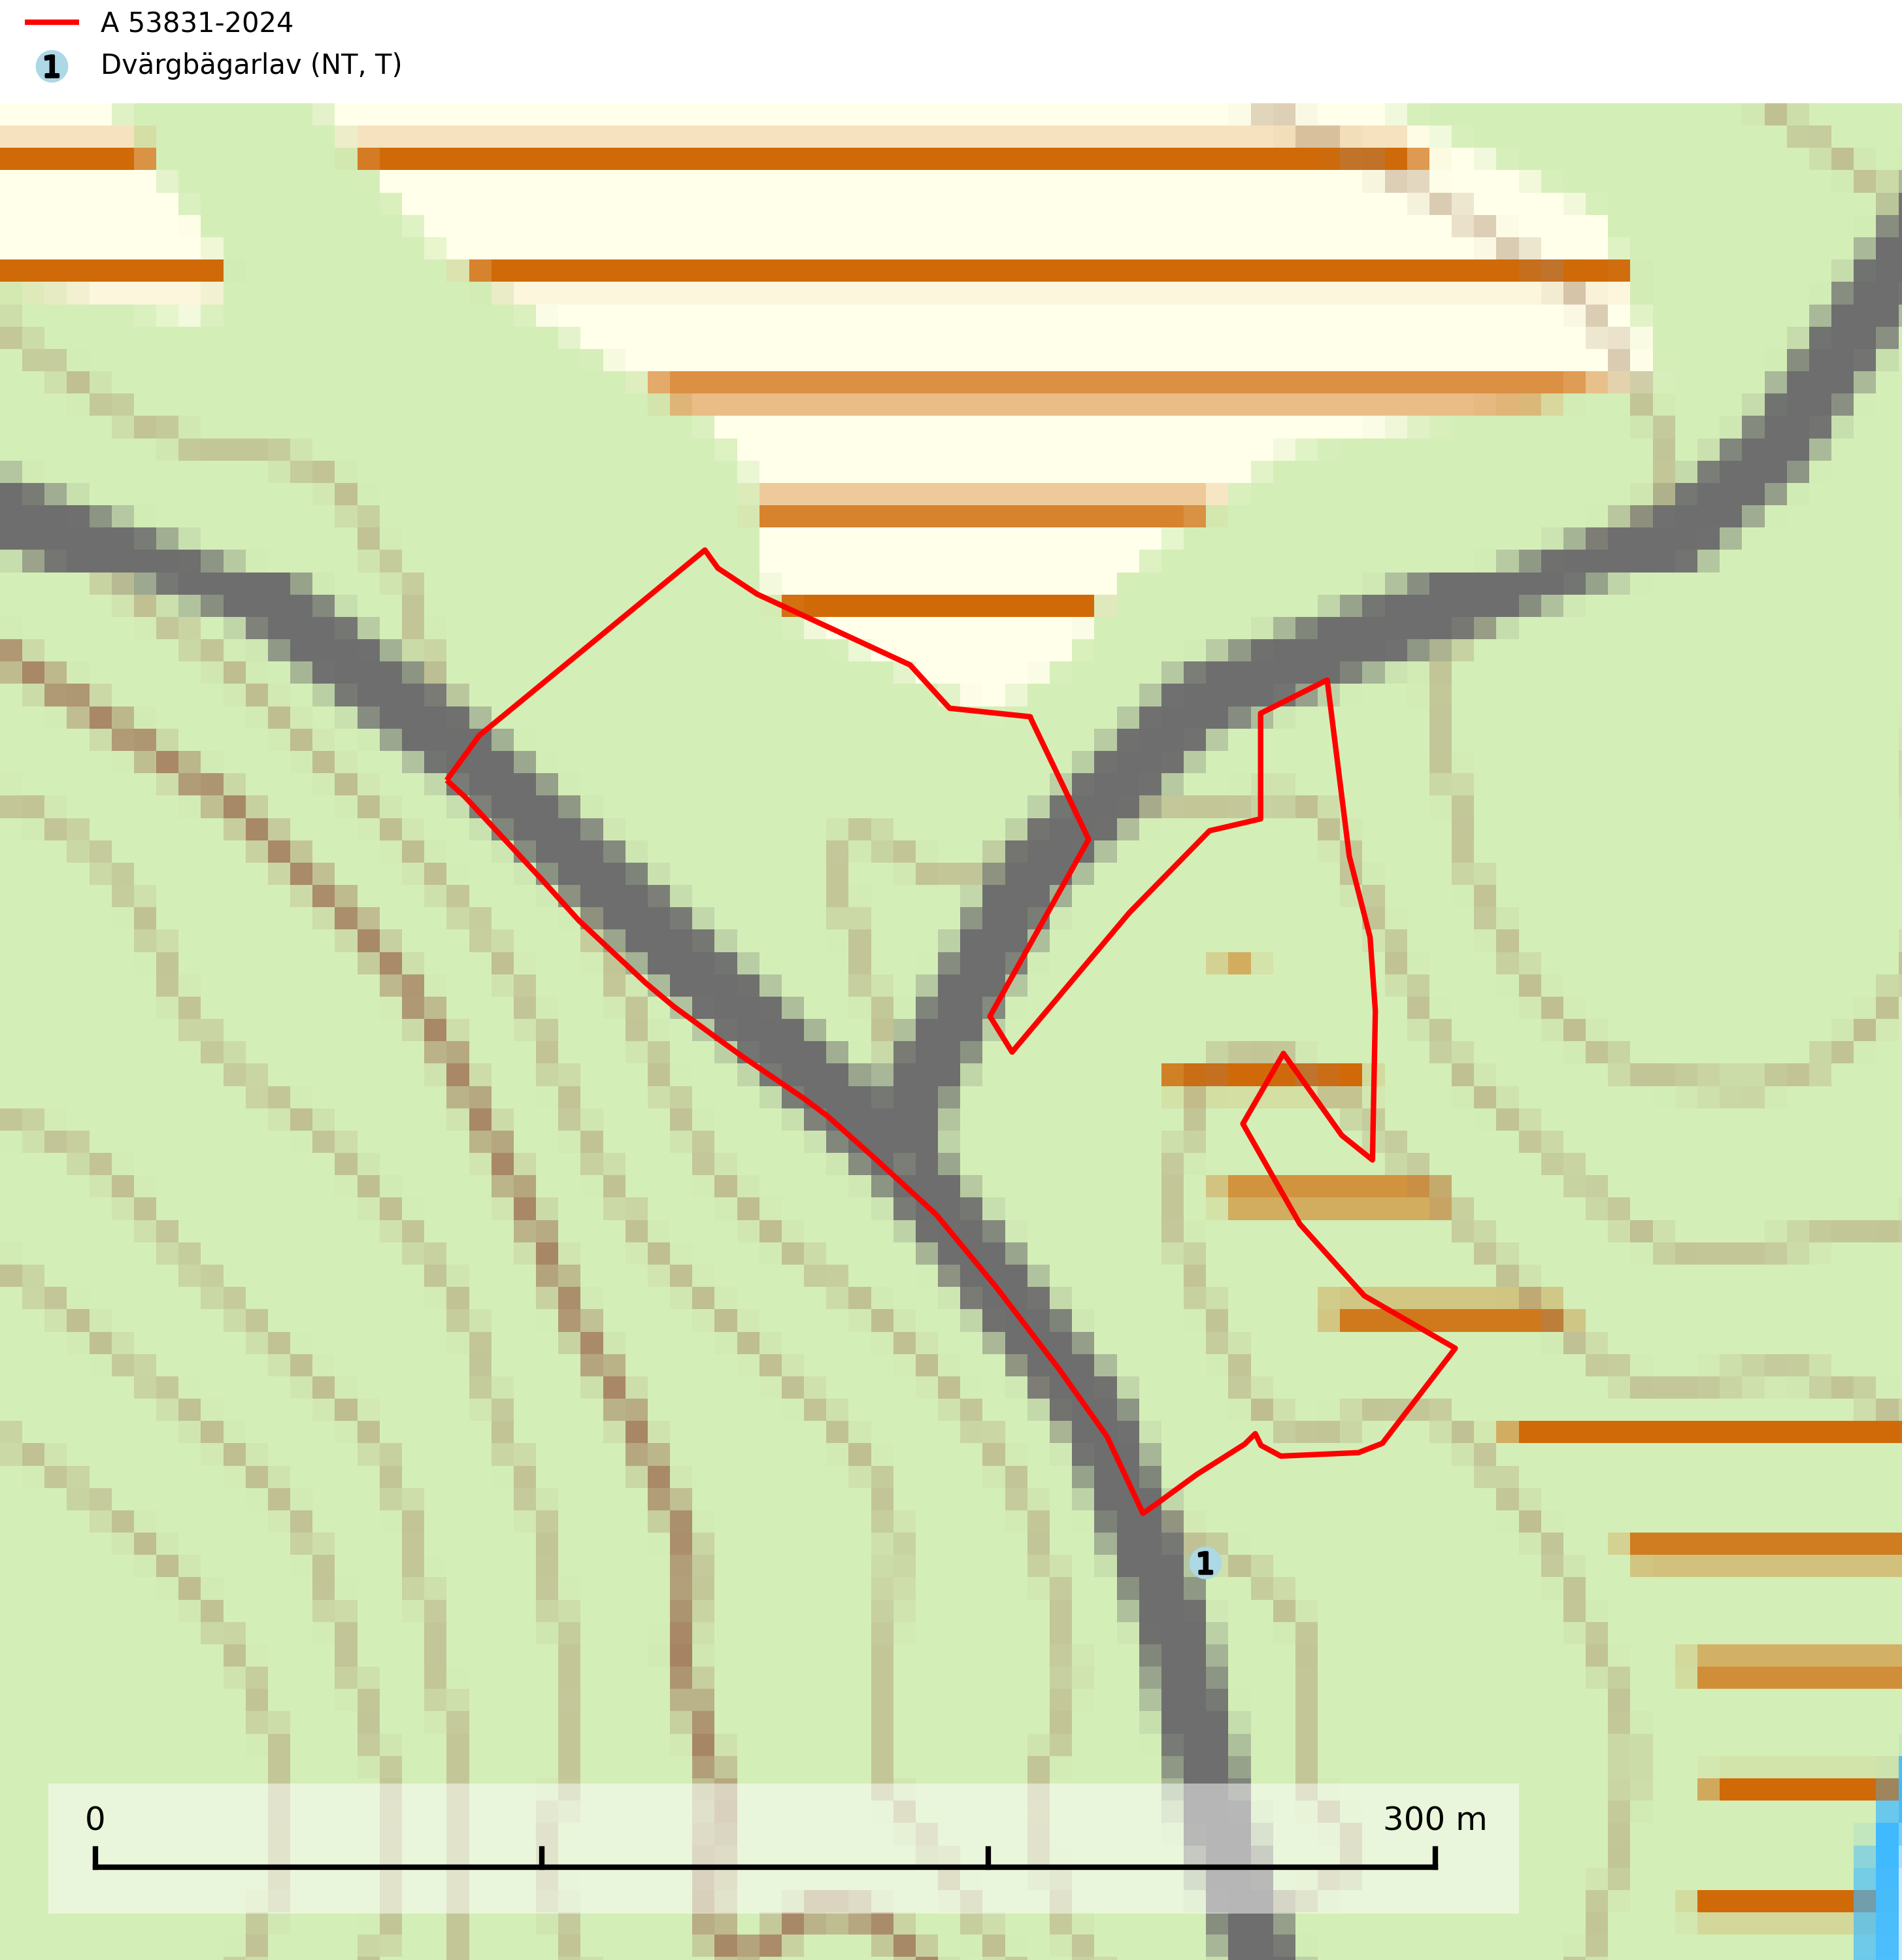 A 53831-2024
1 Dvärgbägarlav (NT, T)
1
0 300 m